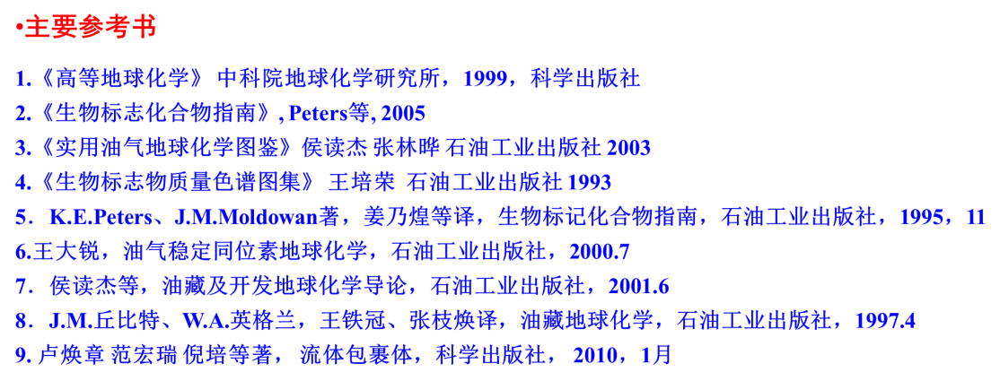 •主要参考书
1.《高等地球化学》 中科院地球化学研究所，1999，科学出版社
2.《生物标志化合物指南》, Peters等, 2005
3.《实用油气地球化学图鉴》侯读杰 张林晔 石油工业出版社 2003
4.《生物标志物质量色谱图集》 王培荣 石油工业出版社 1993
5．K.E.Peters、J.M.Moldowan著，姜乃煌等译，生物标记化合物指南，石油工业出版社，1995，11
6.王大锐，油气稳定同位素地球化学，石油工业出版社，2000.7
7．侯读杰等，油藏及开发地球化学导论，石油工业出版社，2001.6
8．J.M.丘比特、W.A.英格兰，王铁冠、张枝焕译，油藏地球化学，石油工业出版社，1997.4
9. 卢焕章 范宏瑞 倪培等著， 流体包裹体，科学出版社， 2010，1月